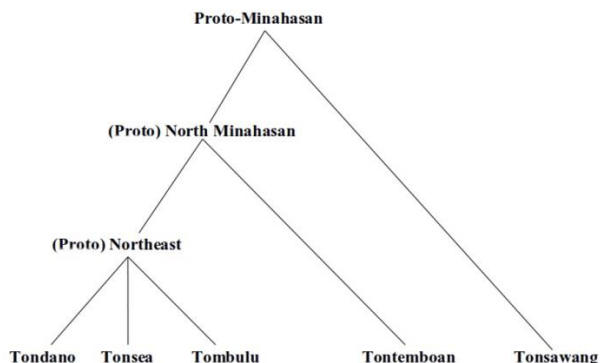 Proto-Minahasan
(Proto) North Minahasan
(Proto) Northeast
Tondano Tonsea Tombulu Tontemboan Tonsawang